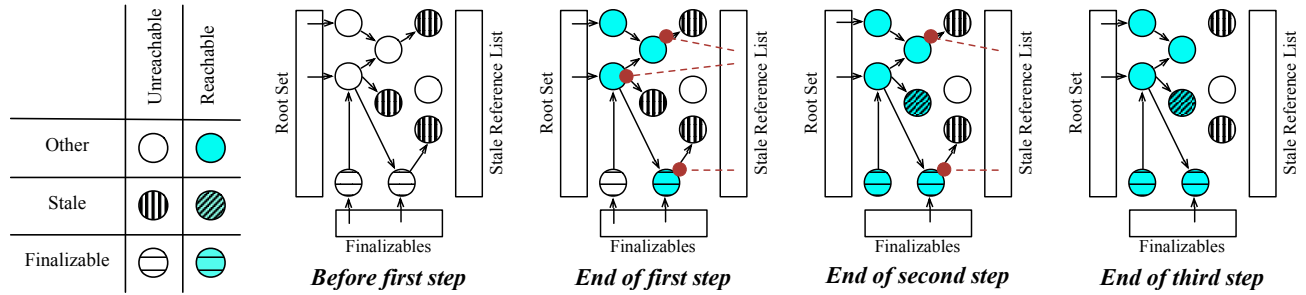 Unreachable
Reachable
Other
Stale
Finalizable
Root Set
Stale Reference List
Finalizables
Before first step
Root Set
Stale Reference List
Finalizables
End of first step
Root Set
Stale Reference List
Finalizables
End of second step
Root Set
Stale Reference List
Finalizables
End of third step